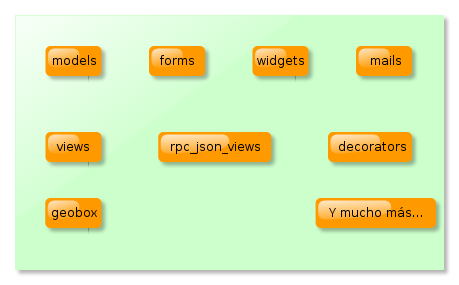 models
forms
widgets
mails
views
rpc_json_views
decorators
geobox
Y mucho más...